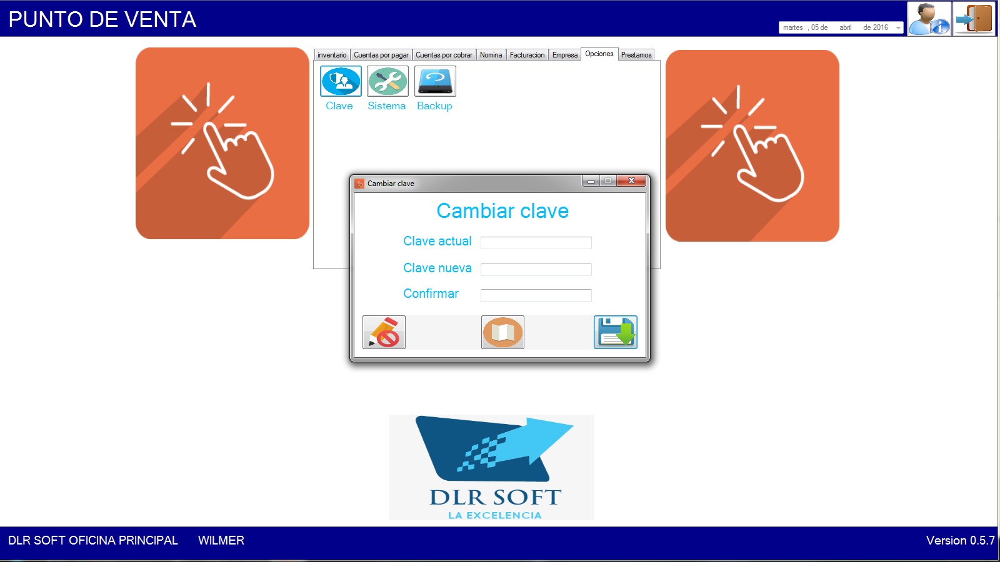 PUNTO DE VENTA
martes , 05 de abril de 2016
inventario Cuentas por pagar Cuentas por cobrar Nomina Facturacion Empresa Opciones Prestamos
Clave Sistema Backup
Cambiar clave
Cambiar clave
Clave actual
Clave nueva
Confirmar
DLR SOFT
LA EXCELENCIA
DLR SOFT OFICINA PRINCIPAL WILMER Version 0.5.7